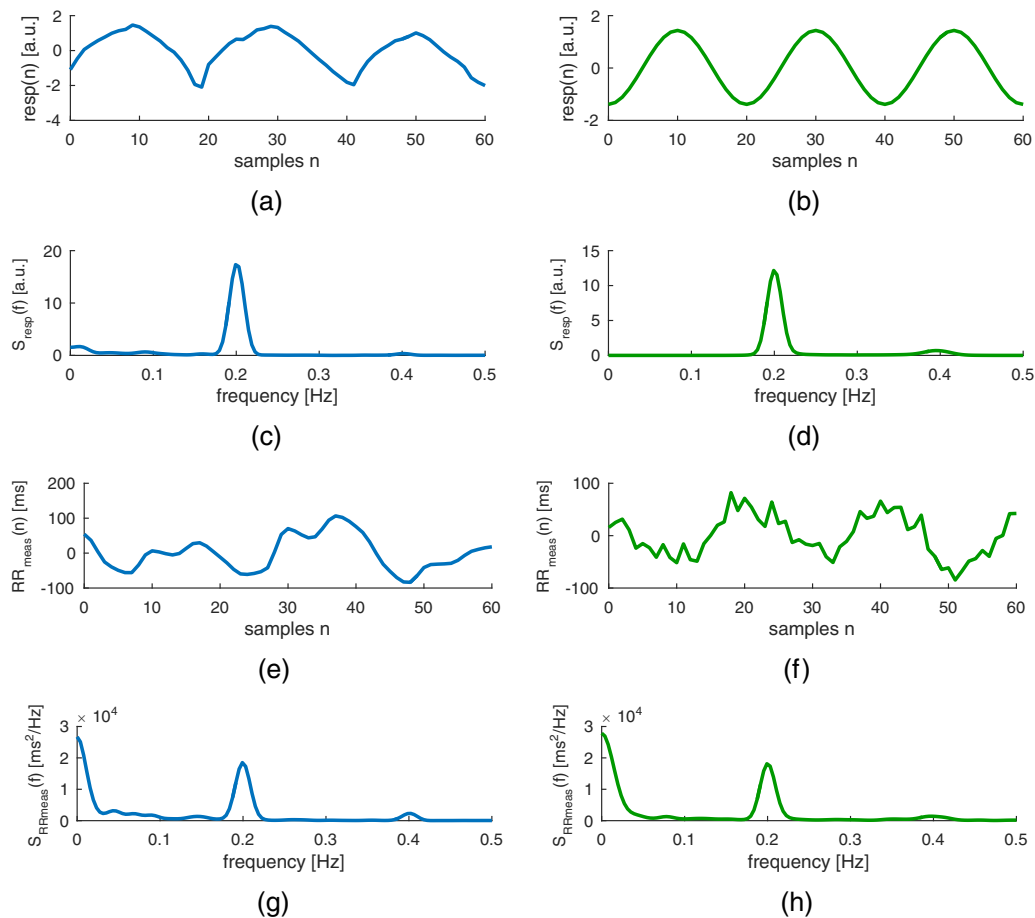 resp(n) [a.u.]
2
0
-2
-4
0 10 20 30 40 50 60
samples n
(a)
resp(n) [a.u.]
2
0
-2
0 10 20 30 40 50 60
samples n
(b)
S_resp(f) [a.u.]
20
10
0
0 0.1 0.2 0.3 0.4 0.5
frequency [Hz]
(c)
S_resp(f) [a.u.]
15
10
5
0
0 0.1 0.2 0.3 0.4 0.5
frequency [Hz]
(d)
RR_meas(n) [ms]
200
100
0
-100
0 10 20 30 40 50 60
samples n
(e)
RR_meas(n) [ms]
100
0
-100
0 10 20 30 40 50 60
samples n
(f)
S_RRmeas(f) [ms²/Hz]
× 10⁴
3
2
1
0
0 0.1 0.2 0.3 0.4 0.5
frequency [Hz]
(g)
S_RRmeas(f) [ms²/Hz]
× 10⁴
3
2
1
0
0 0.1 0.2 0.3 0.4 0.5
frequency [Hz]
(h)